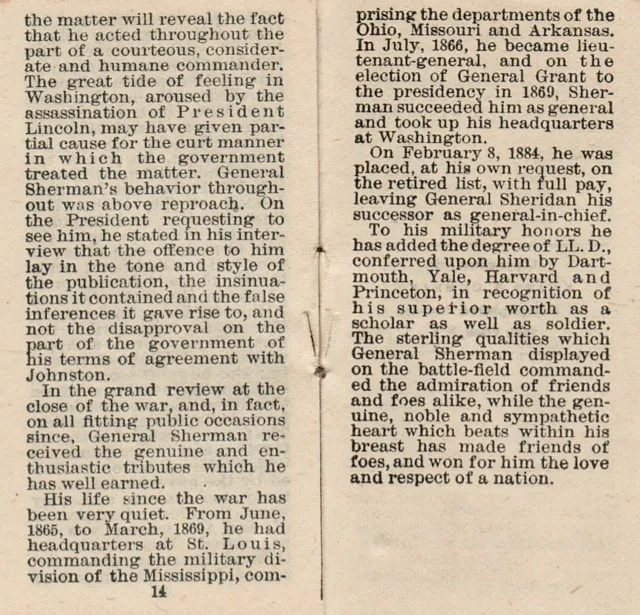 the matter will reveal the fact
that he acted throughout the
part of a courteous, consider-
ate and humane commander.
The great tide of feeling in
Washington, aroused by the
assassination of President
Lincoln, may have given par-
tial cause for the curt manner
in which the government
treated the matter. General
Sherman's behavior through-
out was above reproach. On
the President requesting to
see him, he stated in his inter-
view that the offence to him
lay in the tone and style of
the publication, the insinua-
tions it contained and the false
inferences it gave rise to, and
not the disapproval on the
part of the government of
his terms of agreement with
Johnston.
In the grand review at the
close of the war, and, in fact,
on all fitting public occasions
since, General Sherman re-
ceived the genuine and en-
thusiastic tributes which he
has well earned.
His life since the war has
been very quiet. From June,
1865, to March, 1869, he had
headquarters at St. Louis,
commanding the military di-
vision of the Mississippi, com-
14
prising the departments of the
Ohio, Missouri and Arkansas.
In July, 1866, he became lieu-
tenant-general, and on the
election of General Grant to
the presidency in 1869, Sher-
man succeeded him as general
and took up his headquarters
at Washington.
On February 8, 1884, he was
placed, at his own request, on
the retired list, with full pay,
leaving General Sheridan his
successor as general-in-chief.
To his military honors he
has added the degree of LL. D.,
conferred upon him by Dart-
mouth, Yale, Harvard and
Princeton, in recognition of
his superior worth as a
scholar as well as soldier.
The sterling qualities which
General Sherman displayed
on the battle-field command-
ed the admiration of friends
and foes alike, while the gen-
uine, noble and sympathetic
heart which beats within his
breast has made friends of
foes, and won for him the love
and respect of a nation.